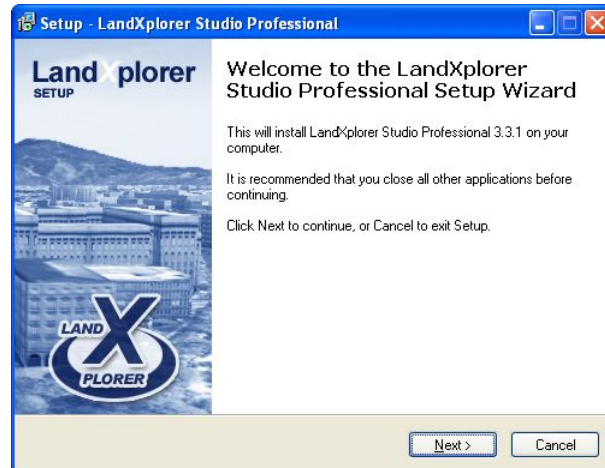 Setup - LandXplorer Studio Professional
LandXplorer
SETUP
Welcome to the LandXplorer
Studio Professional Setup Wizard
This will install LandXplorer Studio Professional 3.3.1 on your
computer.
It is recommended that you close all other applications before
continuing.
Click Next to continue, or Cancel to exit Setup.
LAND
X
PLORER
Next >
Cancel